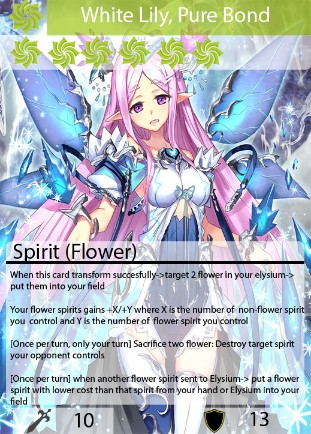 White Lily, Pure Bond
Spirit (Flower)
When this card transform succesfully->target 2 flower in your elysium->
put them into your field
Your flower spirits gains +X/+Y where X is the number of non-flower spirit
you control and Y is the number of flower spirit you control
[Once per turn, only your turn] Sacrifice two flower: Destroy target spirit
your opponent controls
[Once per turn] when another flower spirit sent to Elysium-> put a flower
spirit with lower cost than that spirit from your hand or Elysium into your
field
10
13